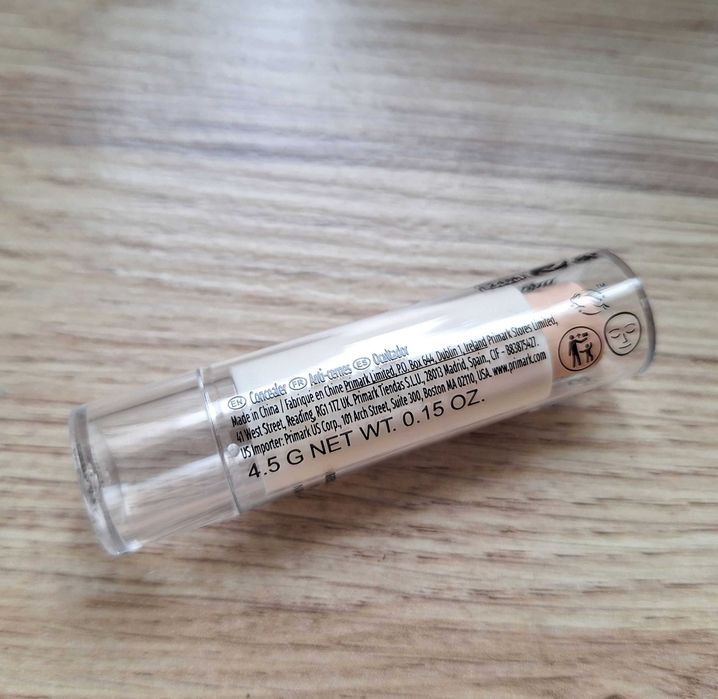 EN Concealer FR Anti-cernes ES Ocultador
Made in China / Fabriqué en Chine Primark Limited, P.O. Box 644, Dublin 1, Ireland Primark Stores Limited,
41 West Street, Reading, RG1 1TZ UK. Primark Tiendas S.L.U., 28013 Madrid, Spain, CIF - B83875427.
US Importer: Primark US Corp., 101 Arch Street, Suite 300, Boston MA 02110, USA. www.primark.com
4.5 G NET WT. 0.15 OZ.
TM